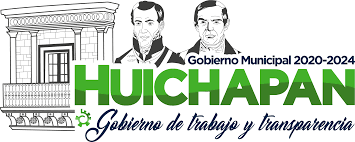 Gobierno Municipal 2020-2024
HUICHAPAN
Gobierno de trabajo y transparencia